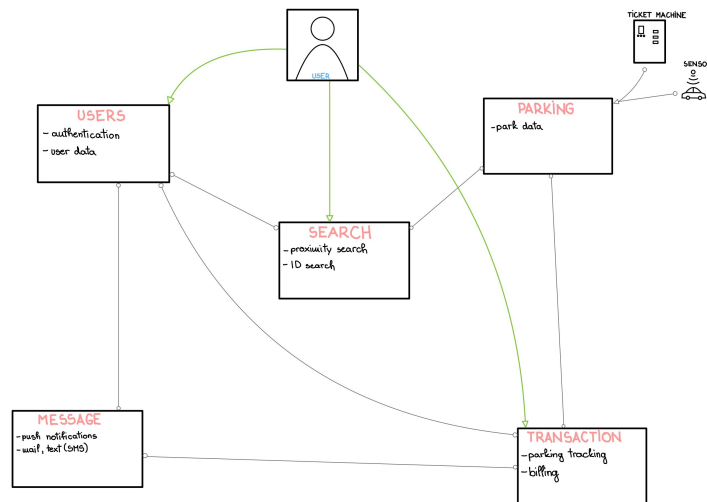 TICKET MACHINE
SENSO
USER
USERS
- authentication
- user data
PARKING
-park data
SEARCH
-proximity search
- ID search
MESSAGE
-push notifications
-mail, text (SMS)
TRANSACTION
-parking tracking
-billing